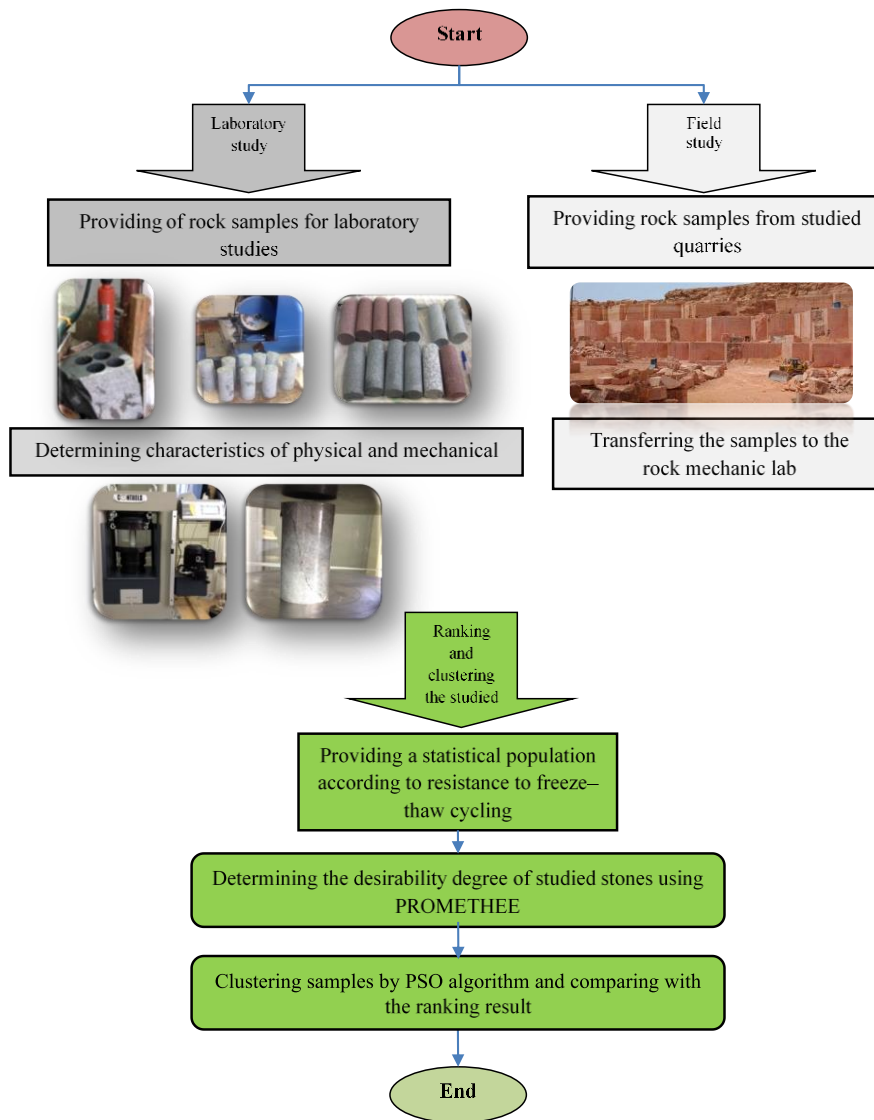 Start
Laboratory
study
Field
study
Providing of rock samples for laboratory
studies
Providing rock samples from studied
quarries
Determining characteristics of physical and mechanical
Transferring the samples to the
rock mechanic lab
Ranking
and
clustering
the studied
Providing a statistical population
according to resistance to freeze–
thaw cycling
Determining the desirability degree of studied stones using
PROMETHEE
Clustering samples by PSO algorithm and comparing with
the ranking result
End